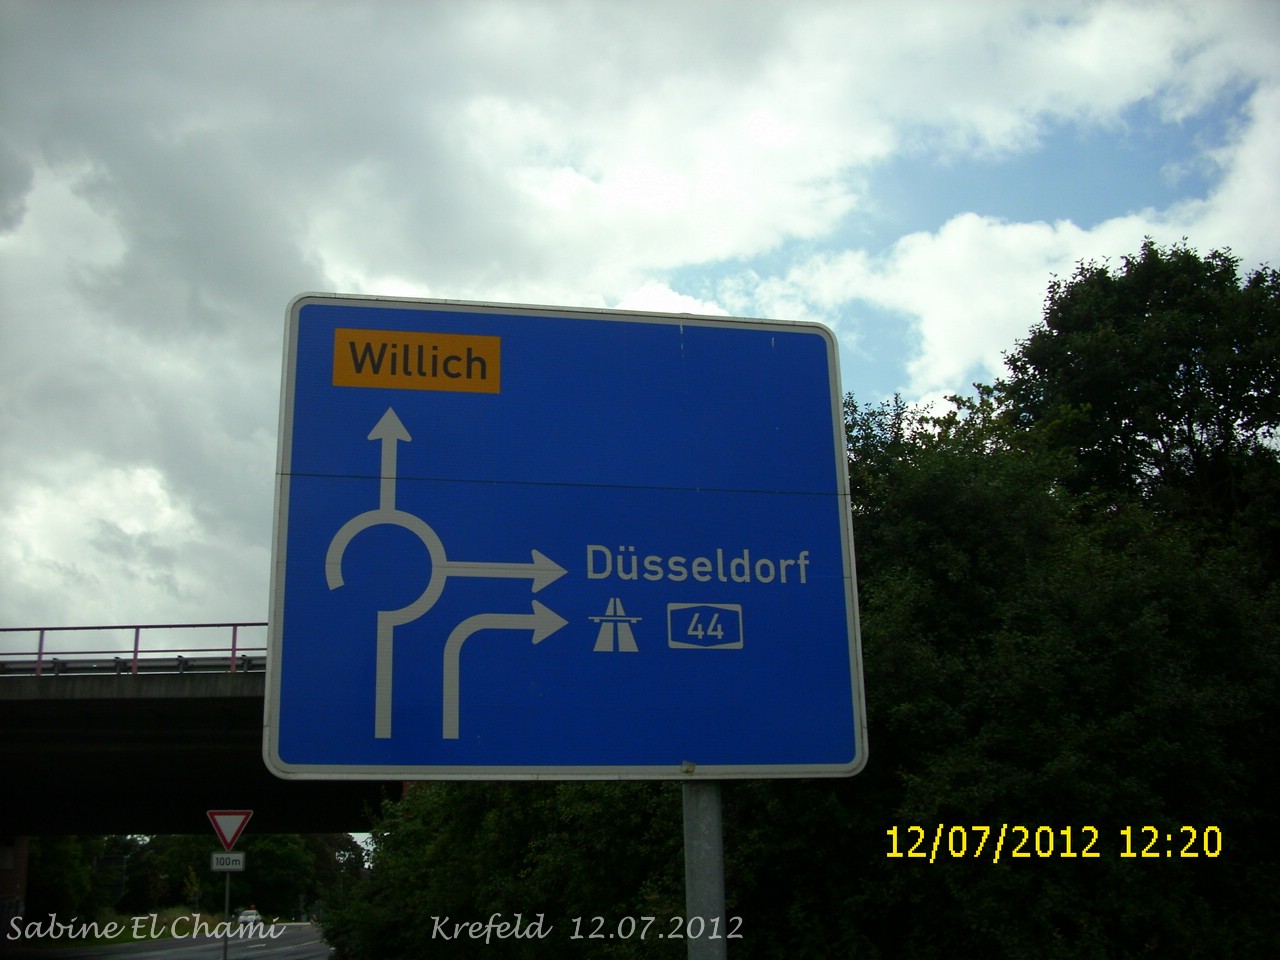 Willich
Düsseldorf
44
100m
12/07/2012 12:20
Sabine El Chami
Krefeld 12.07.2012